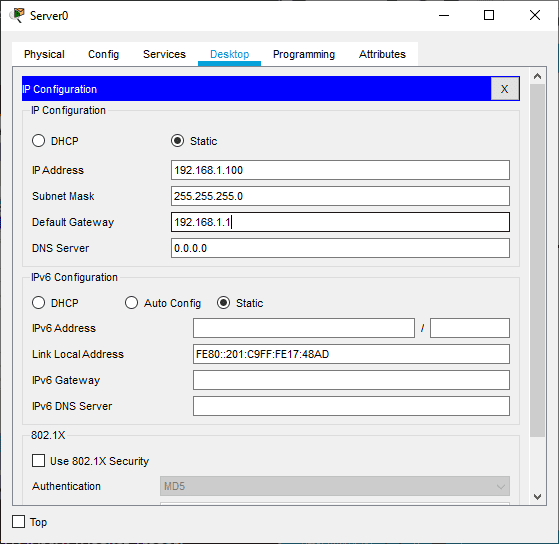 Server0
Physical Config Services Desktop Programming Attributes
IP Configuration X
IP Configuration
DHCP Static
IP Address 192.168.1.100
Subnet Mask 255.255.255.0
Default Gateway 192.168.1.1
DNS Server 0.0.0.0
IPv6 Configuration
DHCP Auto Config Static
IPv6 Address /
Link Local Address FE80::201:C9FF:FE17:48AD
IPv6 Gateway
IPv6 DNS Server
802.1X
Use 802.1X Security
Authentication MD5
Top